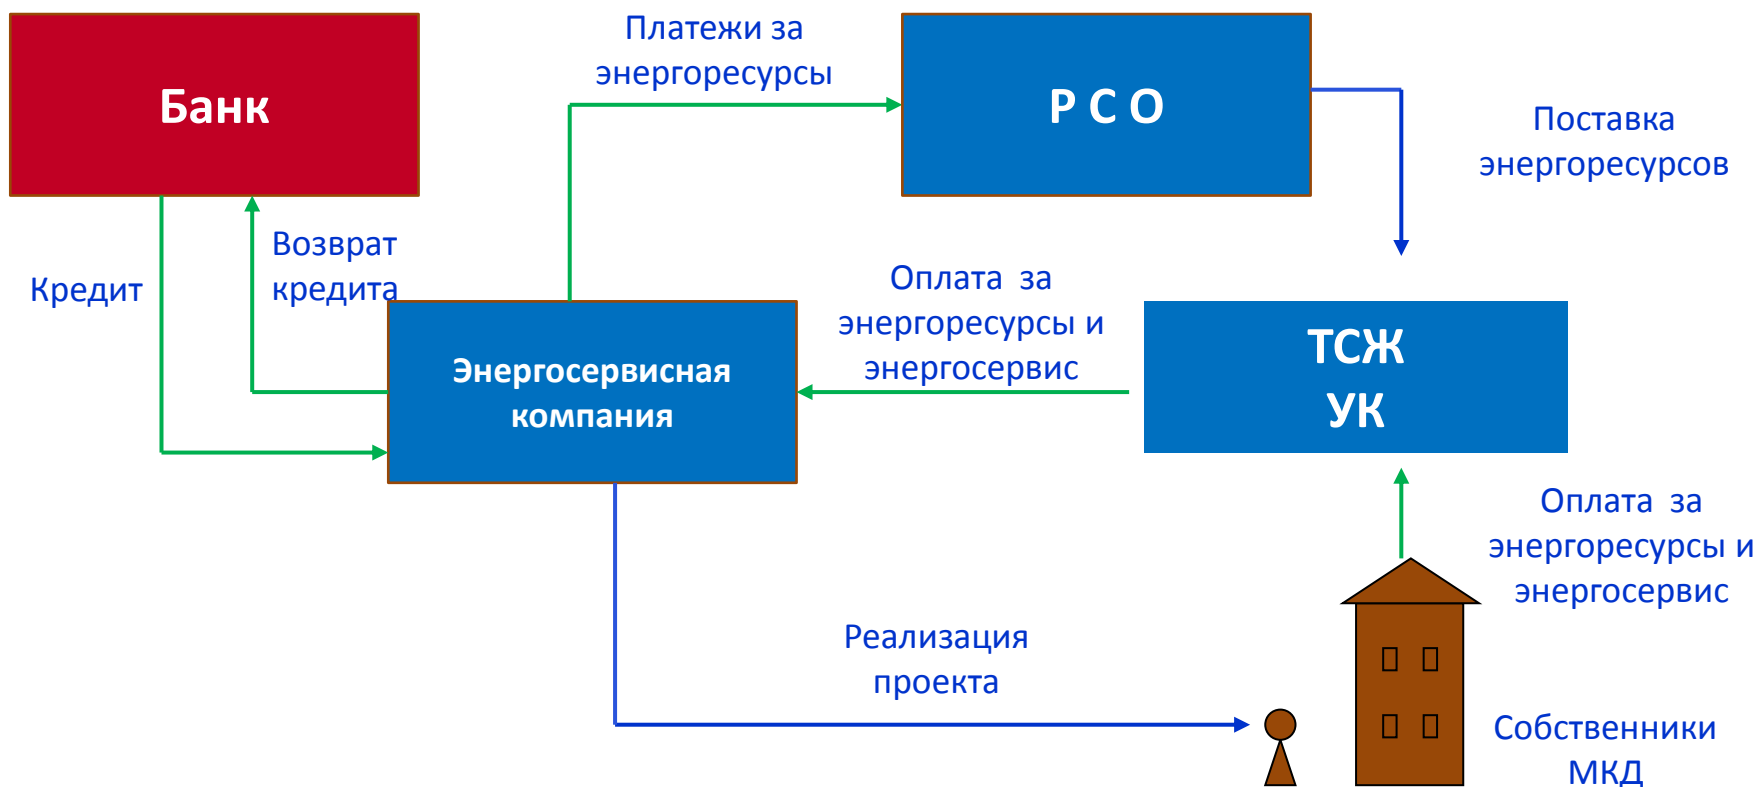 Банк
Платежи за
энергоресурсы
Р С О
Поставка
энергоресурсов
Кредит
Возврат
кредита
Энергосервисная
компания
Оплата за
энергоресурсы и
энергосервис
ТСЖ
УК
Оплата за
энергоресурсы и
энергосервис
Реализация
проекта
Собственники
МКД